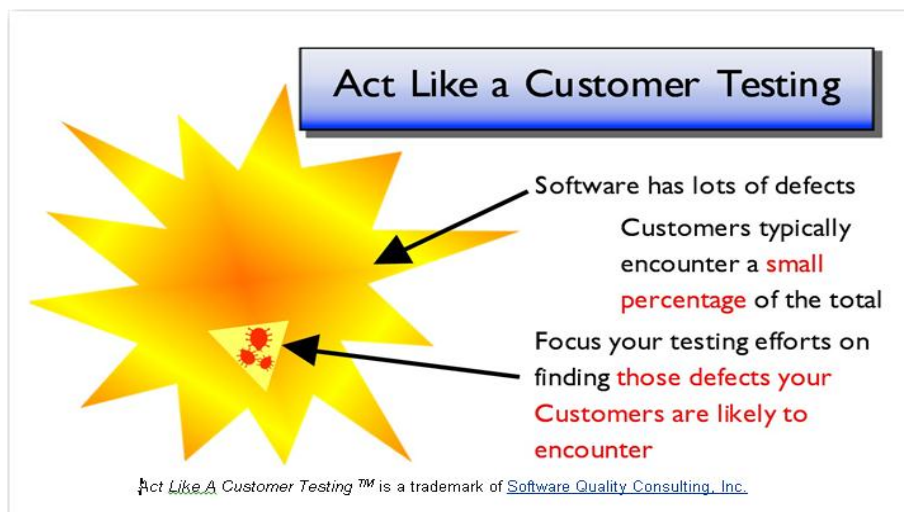 Act Like a Customer Testing
Software has lots of defects
Customers typically
encounter a small
percentage of the total
Focus your testing efforts on
finding those defects your
Customers are likely to
encounter
Act Like A Customer Testing ™ is a trademark of Software Quality Consulting, Inc.